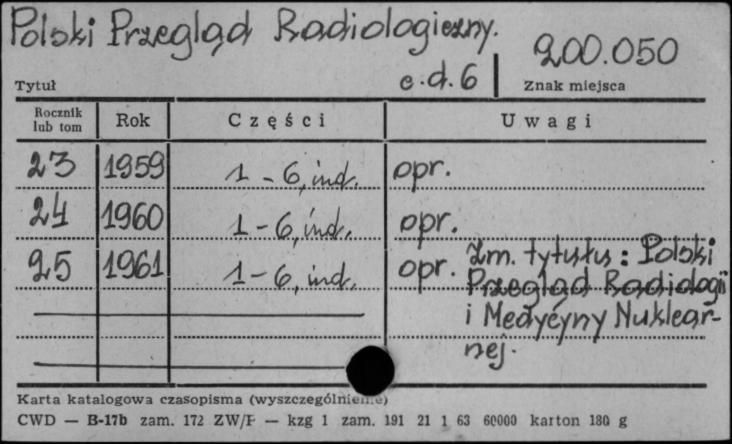 Polski Przegląd Radiologiczny.
c.d. 6 200.050
Tytuł Znak miejsca
Rocznik lub tom Rok Części Uwagi
23 1959 1-6, ind. opr.
24 1960 1-6, ind. opr.
25 1961 1-6, ind. opr. Zm. tytułu: Polski
Przegląd Radiologii
i Medycyny Nuklear-
nej.
Karta katalogowa czasopisma (wyszczególnienie)
CWD — B-17b zam. 172 ZW/F — kzg 1 zam. 191 21 1 63 60000 karton 180 g